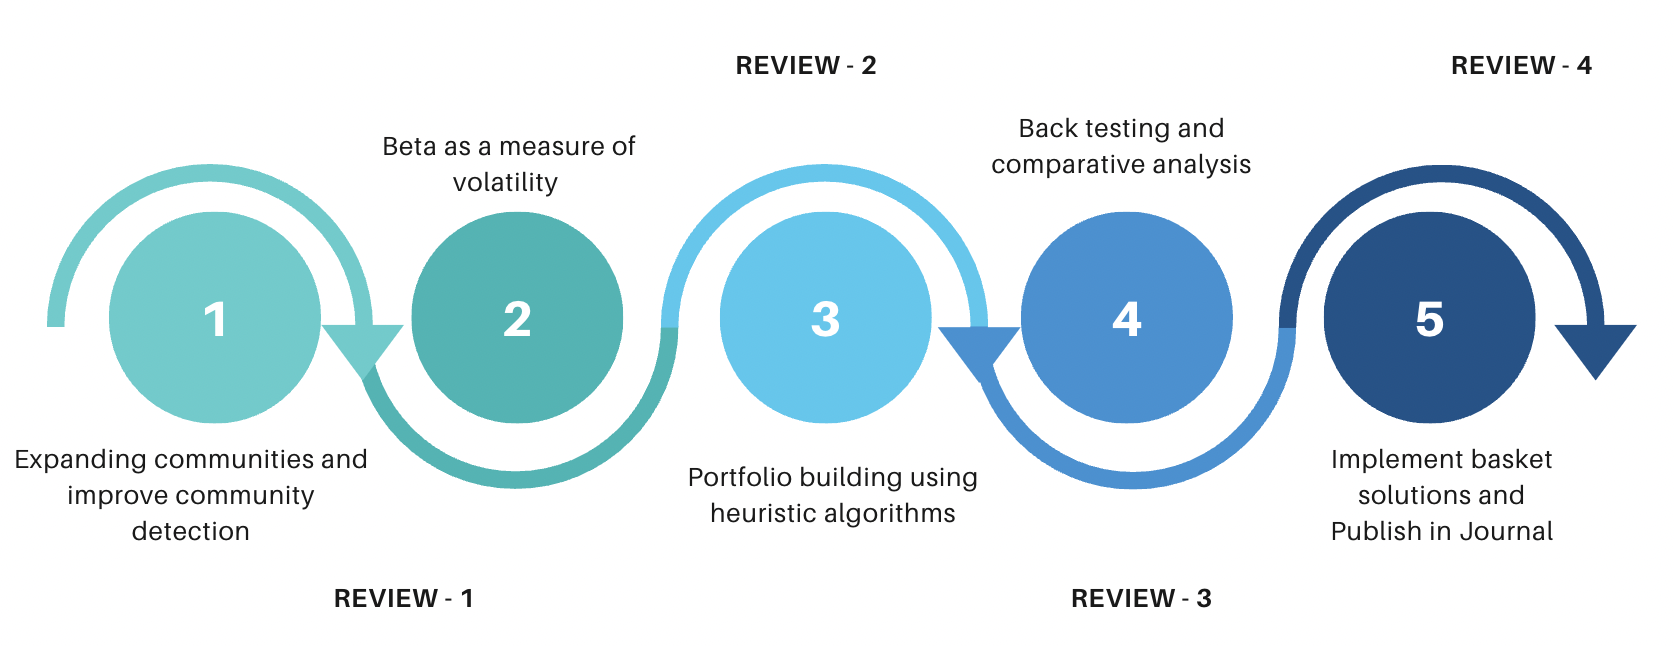 REVIEW - 2
REVIEW - 4
Beta as a measure of
volatility
Back testing and
comparative analysis
1
2
3
4
5
Expanding communities and
improve community
detection
Portfolio building using
heuristic algorithms
Implement basket
solutions and
Publish in Journal
REVIEW - 1
REVIEW - 3